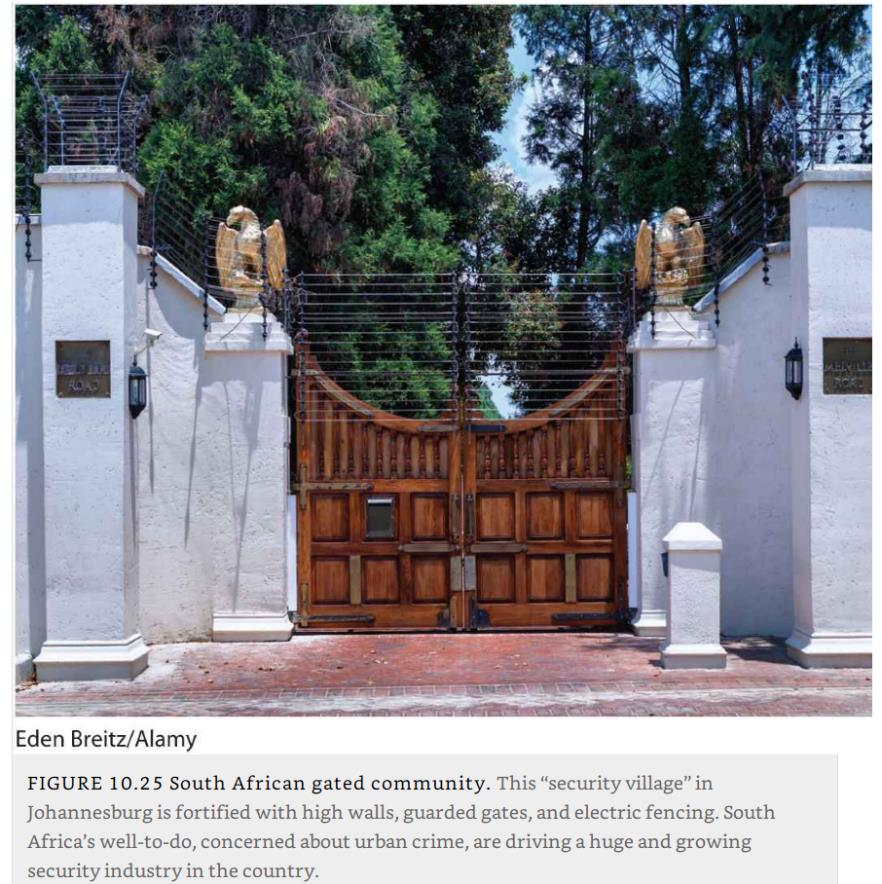 ROAD
MELVILLE
ROAD
Eden Breitz/Alamy
FIGURE 10.25 South African gated community. This “security village” in
Johannesburg is fortified with high walls, guarded gates, and electric fencing. South
Africa’s well-to-do, concerned about urban crime, are driving a huge and growing
security industry in the country.